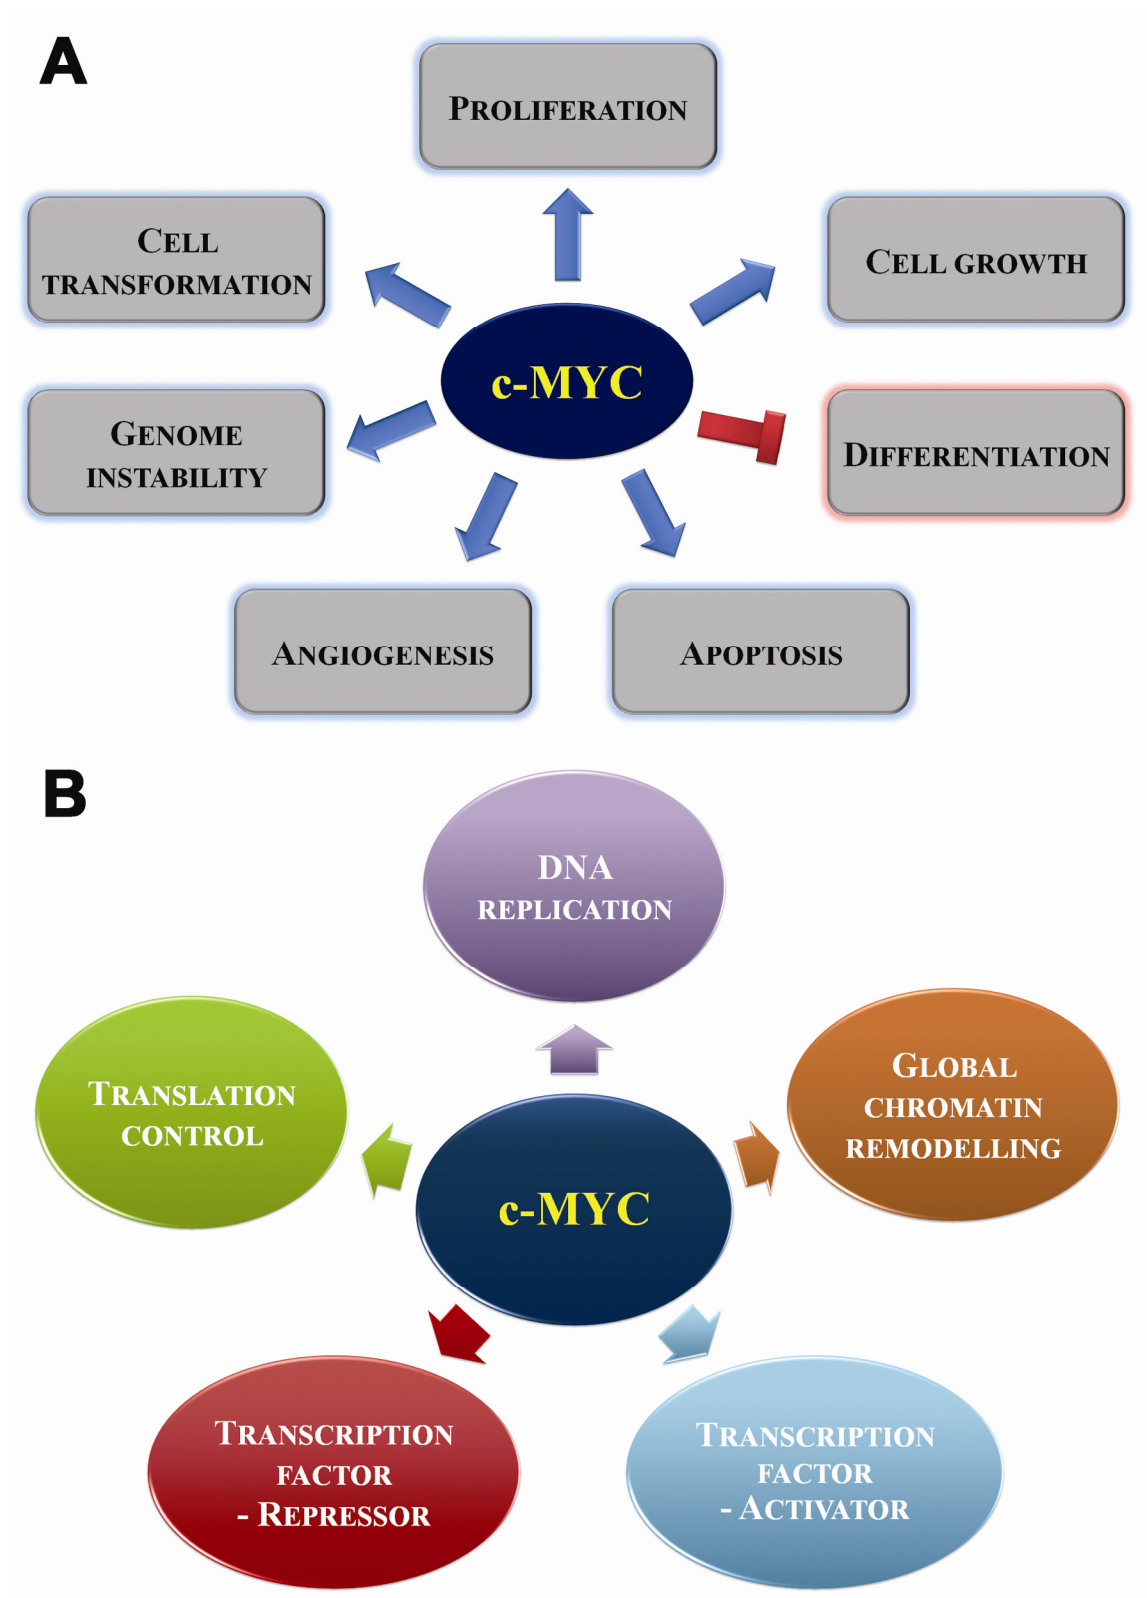 A
PROLIFERATION
CELL
TRANSFORMATION
CELL GROWTH
c-MYC
GENOME
INSTABILITY
DIFFERENTIATION
ANGIOGENESIS
APOPTOSIS
B
DNA
REPLICATION
TRANSLATION
CONTROL
GLOBAL
CHROMATIN
REMODELLING
c-MYC
TRANSCRIPTION
FACTOR
- REPRESSOR
TRANSCRIPTION
FACTOR
- ACTIVATOR